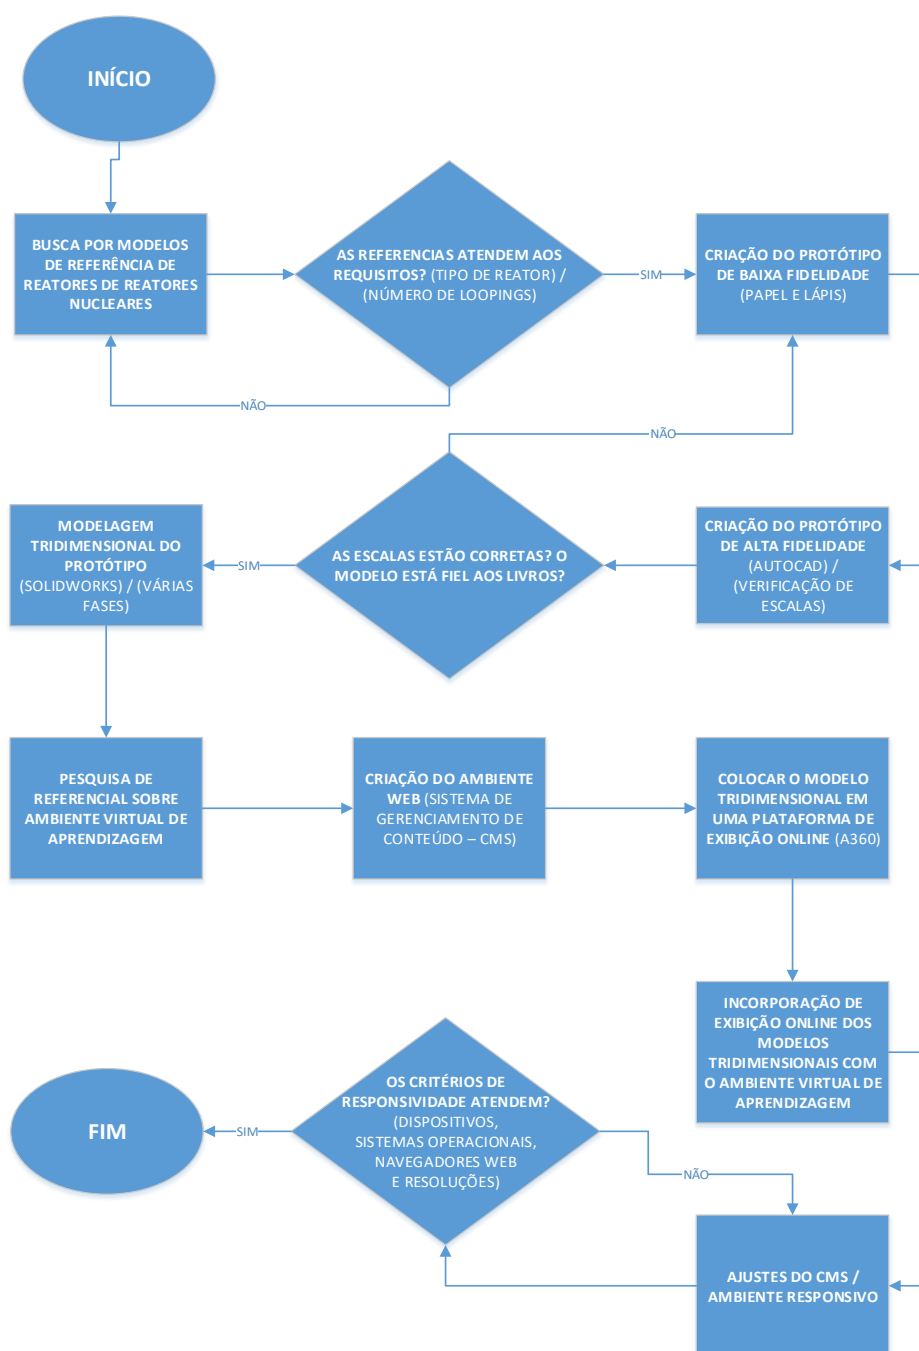 INÍCIO
BUSCA POR MODELOS
DE REFERÊNCIA DE
REATORES DE REATORES
NUCLEARES
AS REFERENCIAS ATENDEM AOS
REQUISITOS? (TIPO DE REATOR) /
(NÚMERO DE LOOPINGS)
SIM
CRIAÇÃO DO PROTÓTIPO
DE BAIXA FIDELIDADE
(PAPEL E LÁPIS)
NÃO
NÃO
MODELAGEM
TRIDIMENSIONAL DO
PROTÓTIPO
(SOLIDWORKS) / (VÁRIAS
FASES)
SIM
AS ESCALAS ESTÃO CORRETAS? O
MODELO ESTÁ FIEL AOS LIVROS?
CRIAÇÃO DO PROTÓTIPO
DE ALTA FIDELIDADE
(AUTOCAD) /
(VERIFICAÇÃO DE
ESCALAS)
PESQUISA DE
REFERENCIAL SOBRE
AMBIENTE VIRTUAL DE
APRENDIZAGEM
CRIAÇÃO DO AMBIENTE
WEB (SISTEMA DE
GERENCIAMENTO DE
CONTEÚDO – CMS)
COLOCAR O MODELO
TRIDIMENSIONAL EM
UMA PLATAFORMA DE
EXIBIÇÃO ONLINE (A360)
INCORPORAÇÃO DE
EXIBIÇÃO ONLINE DOS
MODELOS
TRIDIMENSIONAIS COM
O AMBIENTE VIRTUAL DE
APRENDIZAGEM
FIM
SIM
OS CRITÉRIOS DE
RESPONSIVIDADE ATENDEM?
(DISPOSITIVOS,
SISTEMAS OPERACIONAIS,
NAVEGADORES WEB
E RESOLUÇÕES)
NÃO
AJUSTES DO CMS /
AMBIENTE RESPONSIVO